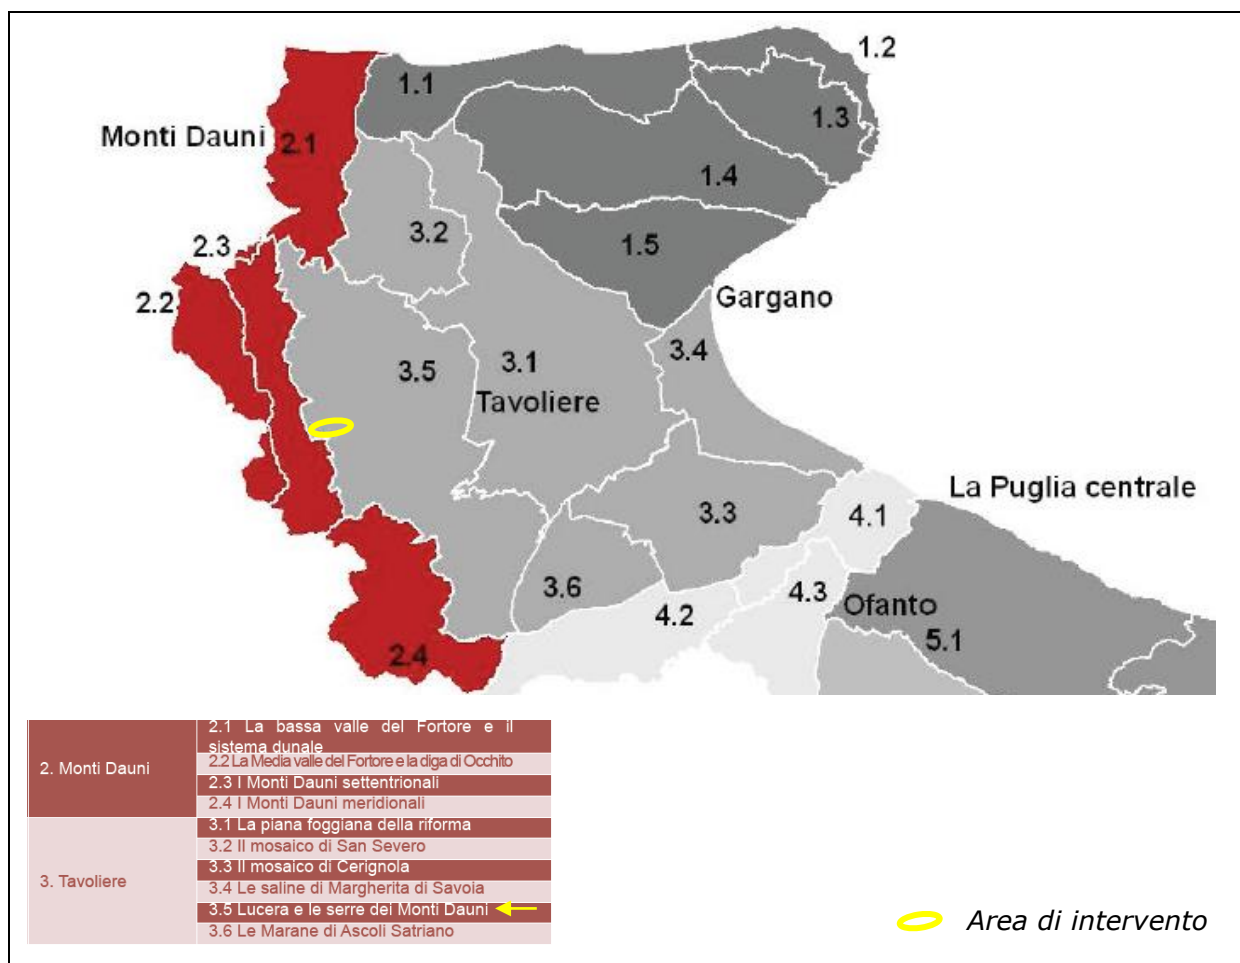 1.2
1.1
1.3
Monti Dauni
2.1
1.4
3.2
2.3
1.5
2.2
Gargano
3.4
3.1
3.5
Tavoliere
La Puglia centrale
3.3
4.1
3.6
4.3
Ofanto
4.2
5.1
2.4
2. Monti Dauni
2.1 La bassa valle del Fortore e il
sistema dunale
2.2 La Media valle del Fortore e la diga di Occhito
2.3 I Monti Dauni settentrionali
2.4 I Monti Dauni meridionali
3. Tavoliere
3.1 La piana foggiana della riforma
3.2 Il mosaico di San Severo
3.3 Il mosaico di Cerignola
3.4 Le saline di Margherita di Savoia
3.5 Lucera e le serre dei Monti Dauni
3.6 Le Marane di Ascoli Satriano
Area di intervento